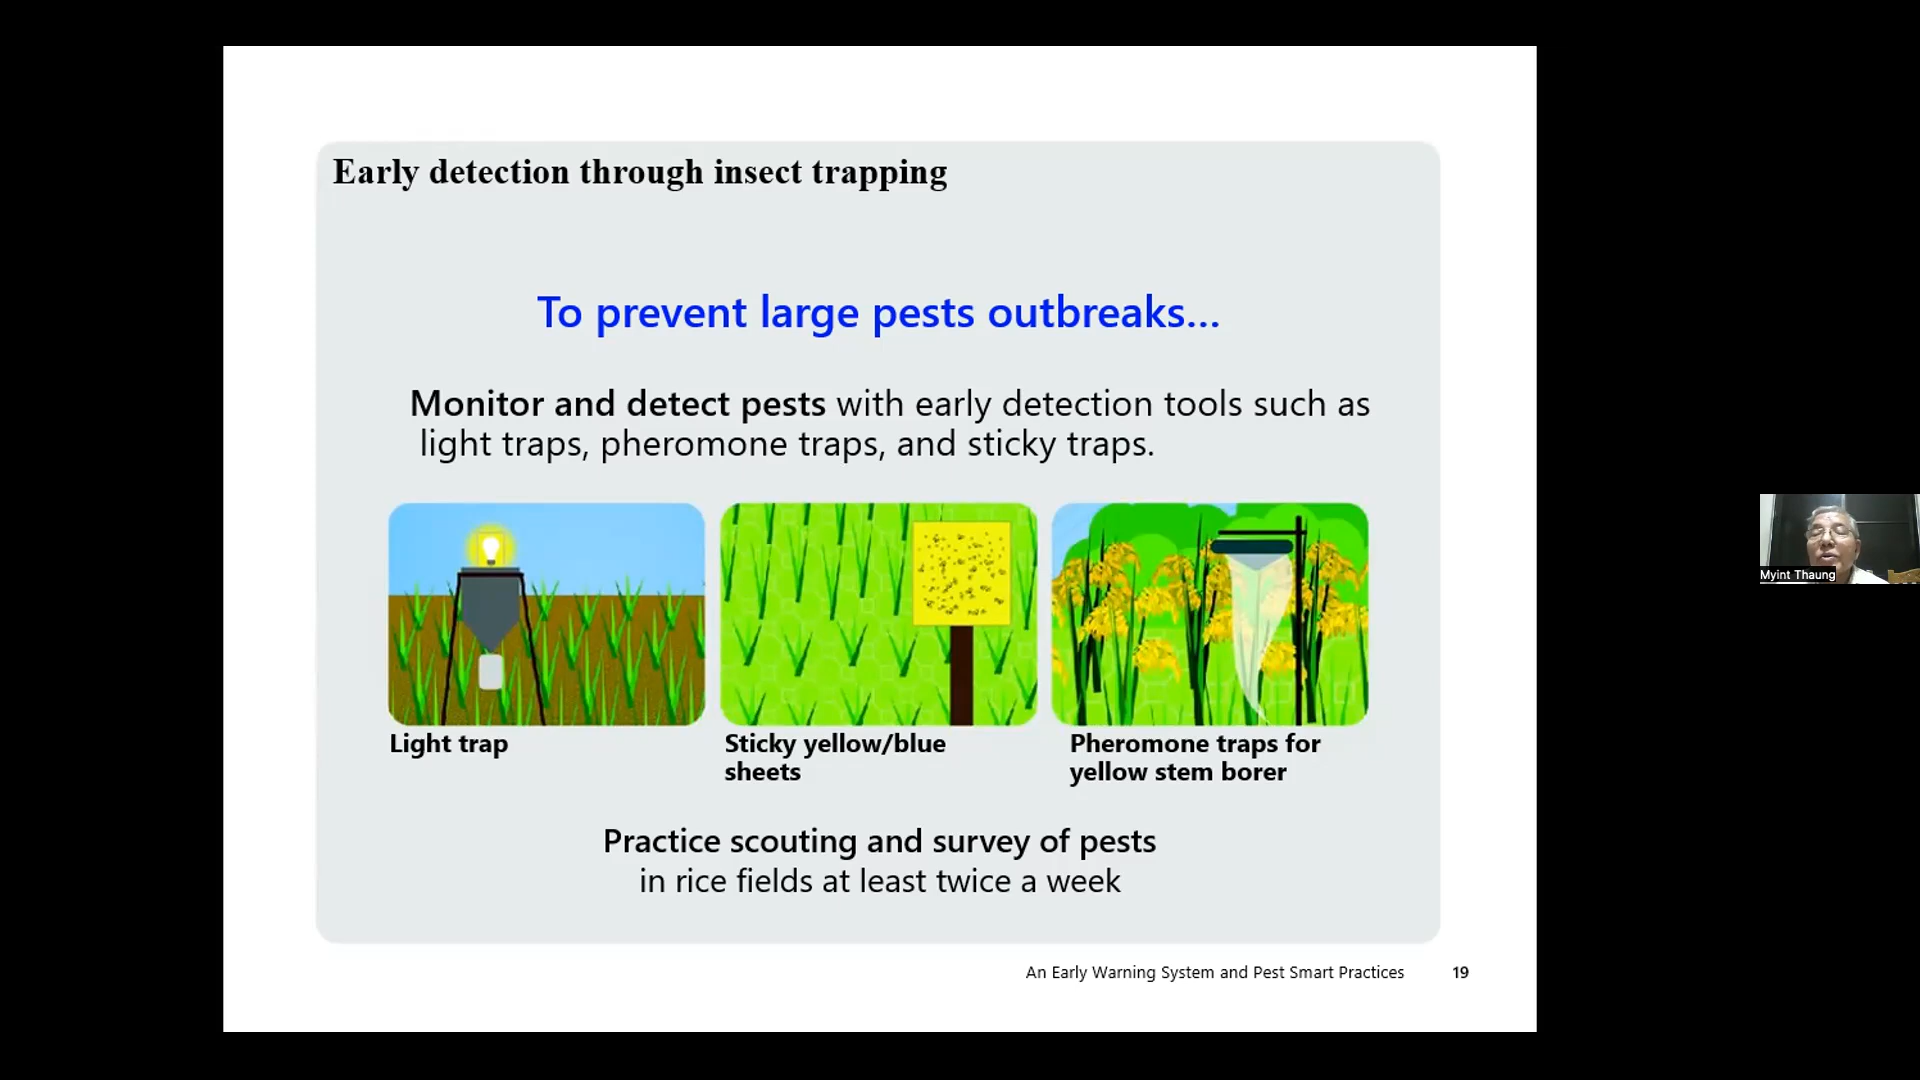 Early detection through insect trapping
To prevent large pests outbreaks...
Monitor and detect pests with early detection tools such as
light traps, pheromone traps, and sticky traps.
Light trap
Sticky yellow/blue
sheets
Pheromone traps for
yellow stem borer
Practice scouting and survey of pests
in rice fields at least twice a week
An Early Warning System and Pest Smart Practices 19
Myint Thaung